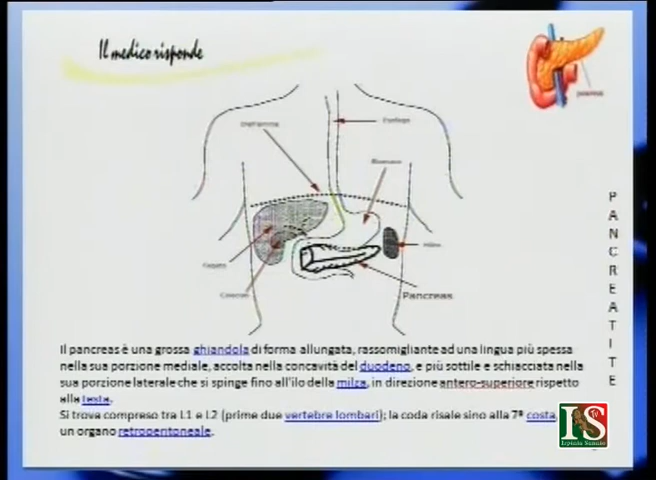 Il medico risponde
Diaframma
Esofago
Stomaco
Milza
Fegato
Pancreas
PANCREATITE
Il pancreas è una grossa ghiandola di forma allungata, rassomigliante ad una lingua più spessa
nella sua porzione mediale, accolta nella concavità del duodeno, e più sottile e schiacciata nella
sua porzione laterale che si spinge fino all'ilo della milza, in direzione antero-superiore rispetto
alla testa.
Si trova compreso tra L1 e L2 (prime due vertebre lombari); la coda risale sino alla 7ª costa,
un organo retroperitoneale.
IS TV